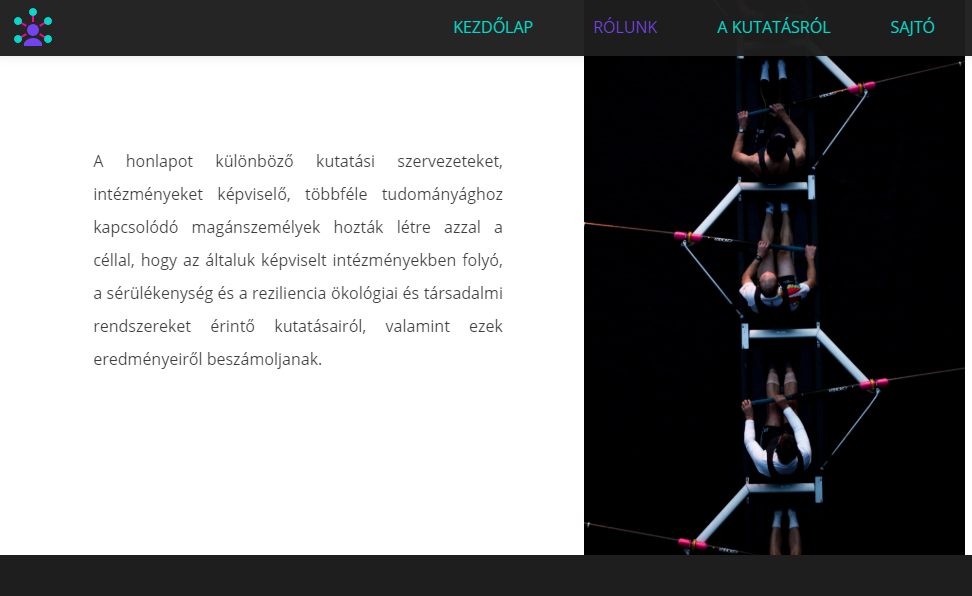 KEZDŐLAP RÓLUNK A KUTATÁSRÓL SAJTÓ
A honlapot különböző kutatási szervezeteket,
intézményeket képviselő, többféle tudományághoz
kapcsolódó magánszemélyek hozták létre azzal a
céllal, hogy az általuk képviselt intézményekben folyó,
a sérülékenység és a reziliencia ökológiai és társadalmi
rendszereket érintő kutatásairól, valamint ezek
eredményeiről beszámoljanak.